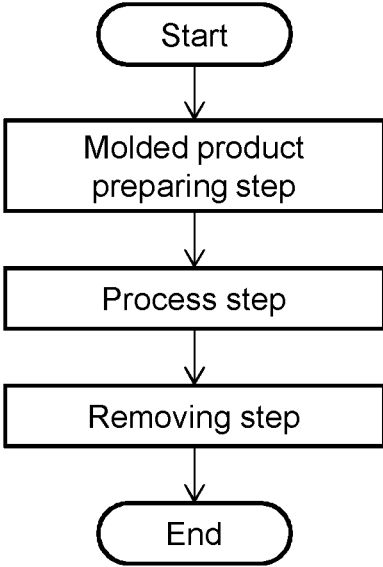 Start
Molded product
preparing step
Process step
Removing step
End